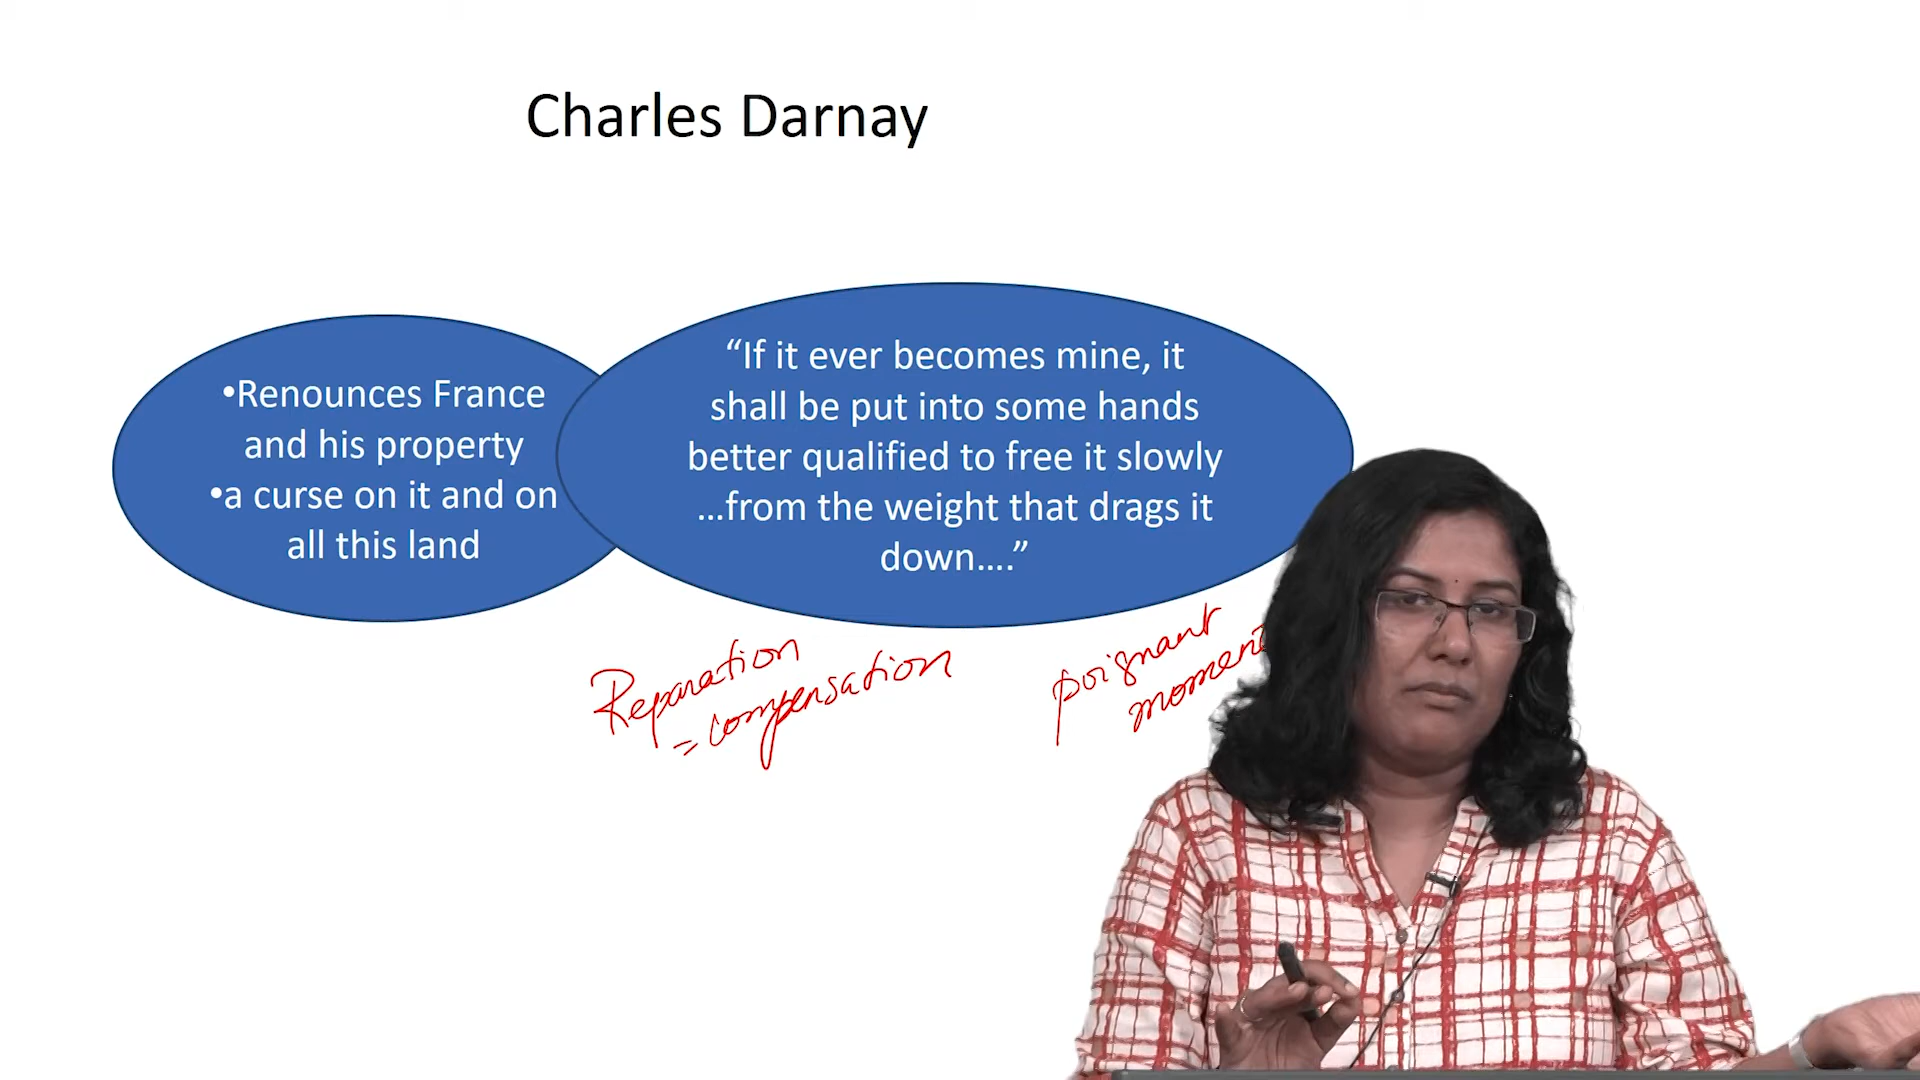 Charles Darnay
•Renounces France
and his property
•a curse on it and on
all this land
“If it ever becomes mine, it
shall be put into some hands
better qualified to free it slowly
…from the weight that drags it
down….”
Reparation
= compensation
poignant
moment